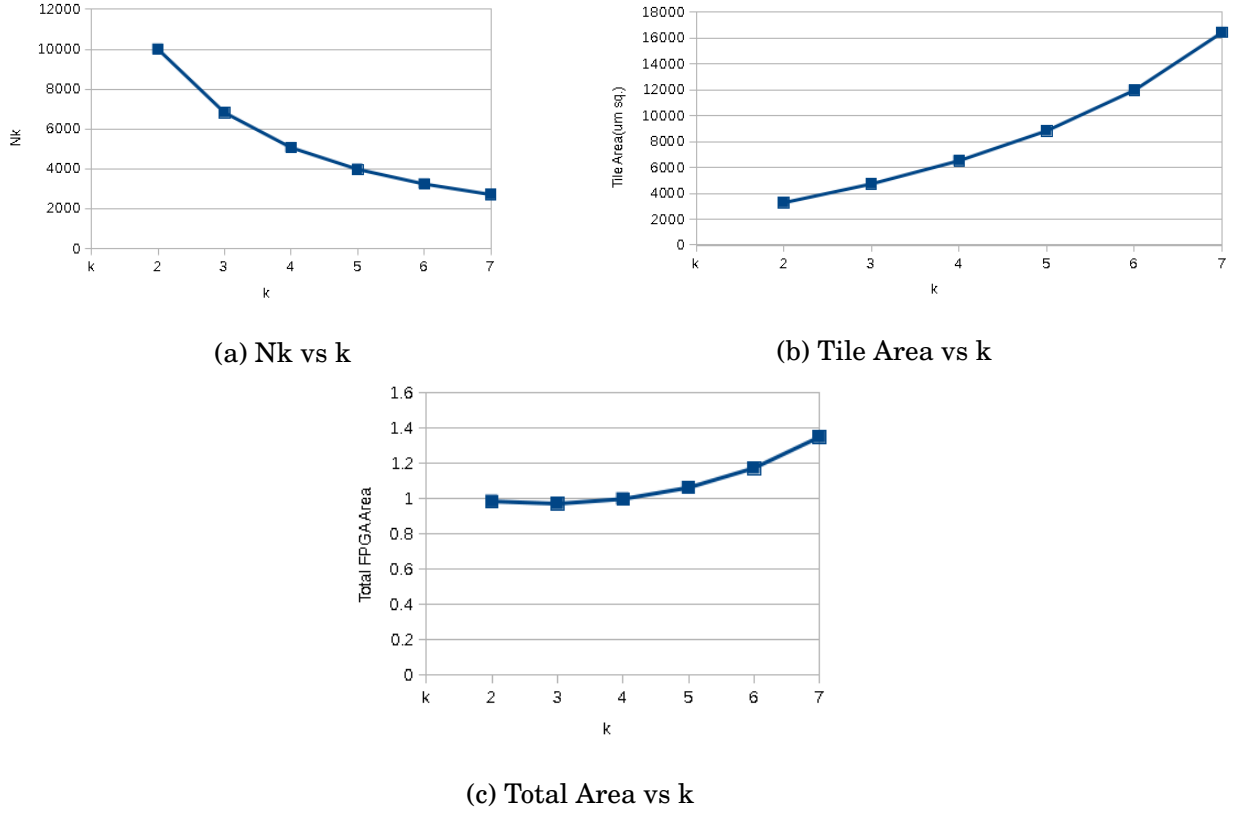 12000
10000
8000
6000
4000
2000
0
Nk
k 2 3 4 5 6 7
k
(a) Nk vs k
18000
16000
14000
12000
10000
8000
6000
4000
2000
0
Tile Area(um sq.)
k 2 3 4 5 6 7
k
(b) Tile Area vs k
1.6
1.4
1.2
1
0.8
0.6
0.4
0.2
0
Total FPGA Area
k 2 3 4 5 6 7
k
(c) Total Area vs k